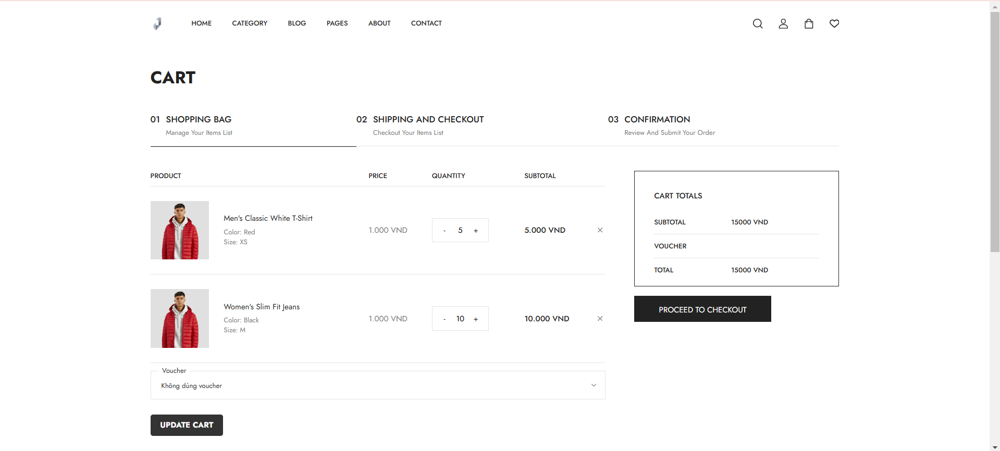 HOME CATEGORY BLOG PAGES ABOUT CONTACT
CART
01 SHOPPING BAG
Manage Your Items List
02 SHIPPING AND CHECKOUT
Checkout Your Items List
03 CONFIRMATION
Review And Submit Your Order
PRODUCT PRICE QUANTITY SUBTOTAL
Men's Classic White T-Shirt
Color: Red
Size: XS
1.000 VND - 5 + 5.000 VND
Women's Slim Fit Jeans
Color: Black
Size: M
1.000 VND - 10 + 10.000 VND
Voucher
Không dùng voucher
UPDATE CART
CART TOTALS
SUBTOTAL 15000 VND
VOUCHER
TOTAL 15000 VND
PROCEED TO CHECKOUT